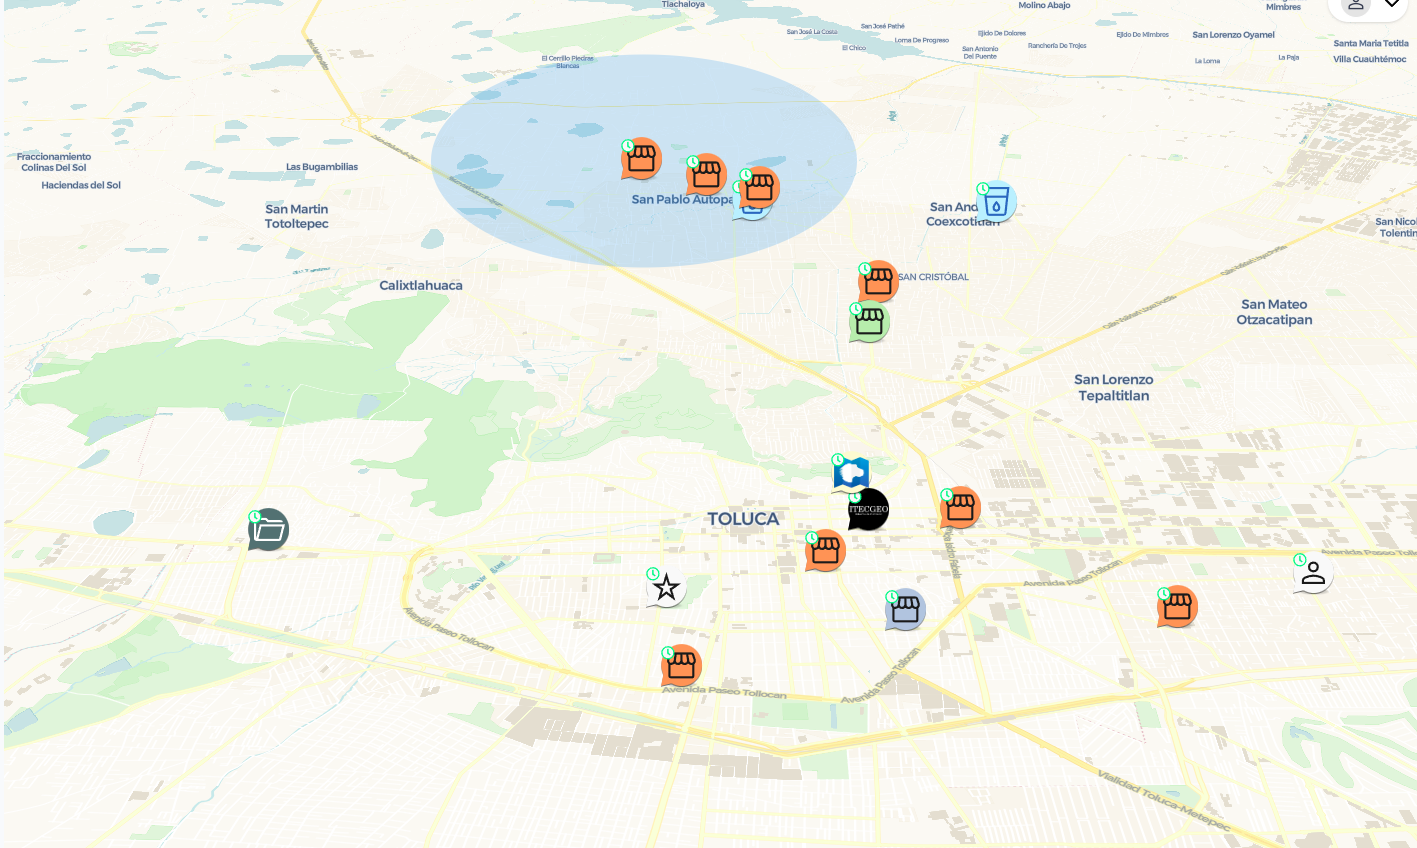 Tlachaloya
Molino Abajo
Mimbres
San José Pathé
San José La Costa
Loma De Progreso
El Chico
Ejido De Dolores
San Antonio
Del Puente
Ranchería De Trojes
Ejido De Mimbres
San Lorenzo Oyamel
Santa Maria Tetitla
La Loma
La Paja
Villa Cuauhtémoc
El Cerrillo Piedras
Blancas
Fraccionamiento
Colinas Del Sol
Haciendas del Sol
Las Bugambilias
San Martin
Totoltepec
San Pablo Autopa
San And
Coexcotitlan
San Nicol
Tolentin
Calixtlahuaca
SAN CRISTÓBAL
San Mateo
Otzacatipan
San Lorenzo
Tepaltitlan
TOLUCA
ITECGEO
Avenida Paseo Toll
Avenida Paseo Tollocan
Avenida Paseo Tollocan
Avenida Paseo Tollocan
Avenida Paseo Tollocan
Vialidad Toluca-Metepec